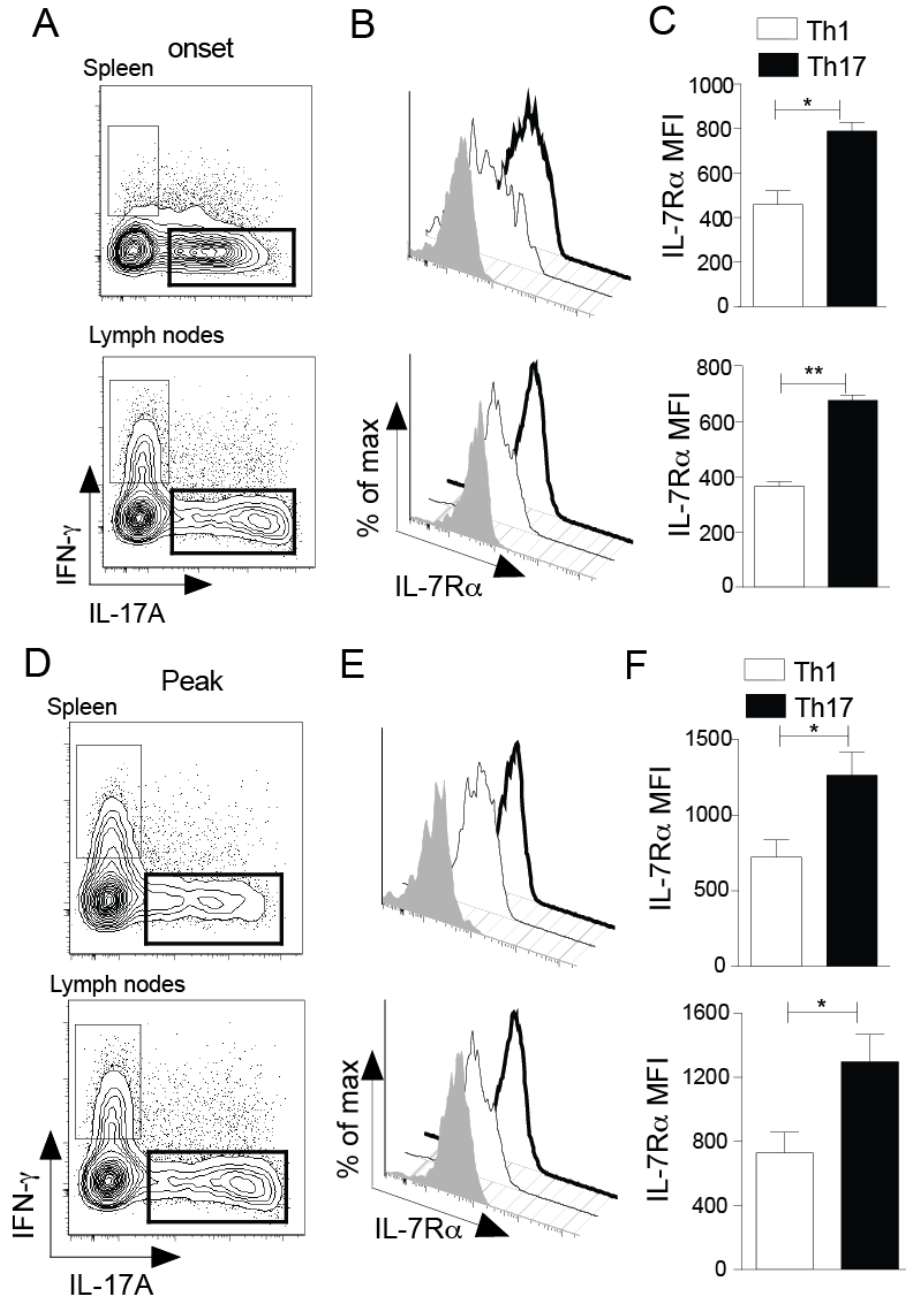 A
onset
Spleen
B
C
Th1
Th17
IL-7Rα MFI
1000
800
600
400
200
0
*
Lymph nodes
IFN-γ
IL-17A
% of max
IL-7Rα
IL-7Rα MFI
800
600
400
200
0
**
D
Peak
Spleen
E
F
Th1
Th17
IL-7Rα MFI
1500
1000
500
0
*
Lymph nodes
IFN-γ
IL-17A
% of max
IL-7Rα
IL-7Rα MFI
1600
1200
800
400
0
*